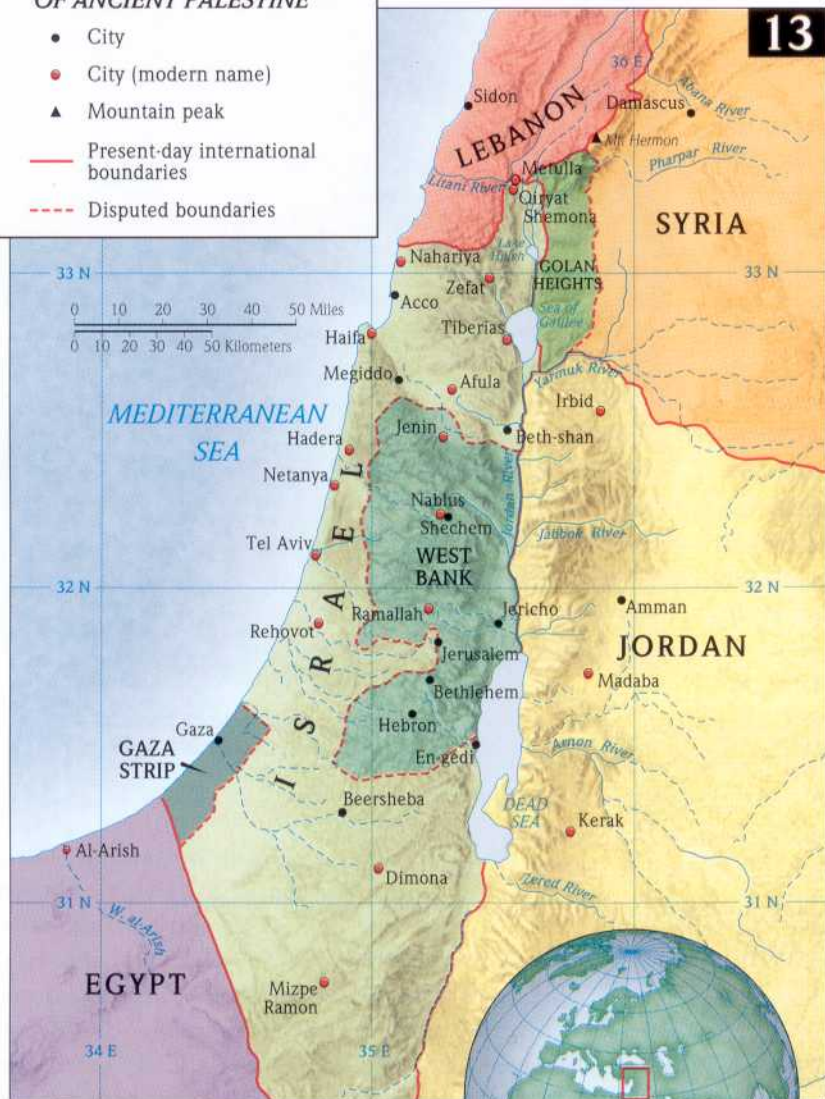 OF ANCIENT PALESTINE
City
City (modern name)
Mountain peak
Present-day international
boundaries
Disputed boundaries
13
36 E
Sidon
LEBANON
Damascus
Abana River
Mt. Hermon
Pharpar River
Metulla
Litani River
Qiryat
Shemona
SYRIA
Lake
Huleh
Nahariya
33 N
GOLAN
HEIGHTS
33 N
Zefat
Acco
Sea of
Galilee
0 10 20 30 40 50 Miles
0 10 20 30 40 50 Kilometers
Tiberias
Haifa
Megiddo
Afula
Yarmuk River
Irbid
MEDITERRANEAN
SEA
Jenin
Hadera
Beth-shan
Netanya
Jordan River
Nablus
Shechem
Jabbok River
Tel Aviv
WEST
BANK
32 N
32 N
ISRAEL
Ramallah
Jericho
Amman
Rehovot
Jerusalem
JORDAN
Madaba
Bethlehem
Hebron
Gaza
GAZA
STRIP
En-gedi
Arnon River
Beersheba
DEAD
SEA
Kerak
Al-Arish
Dimona
Zered River
31 N
31 N
W. al-Arish
EGYPT
Mizpe
Ramon
34 E
35 E